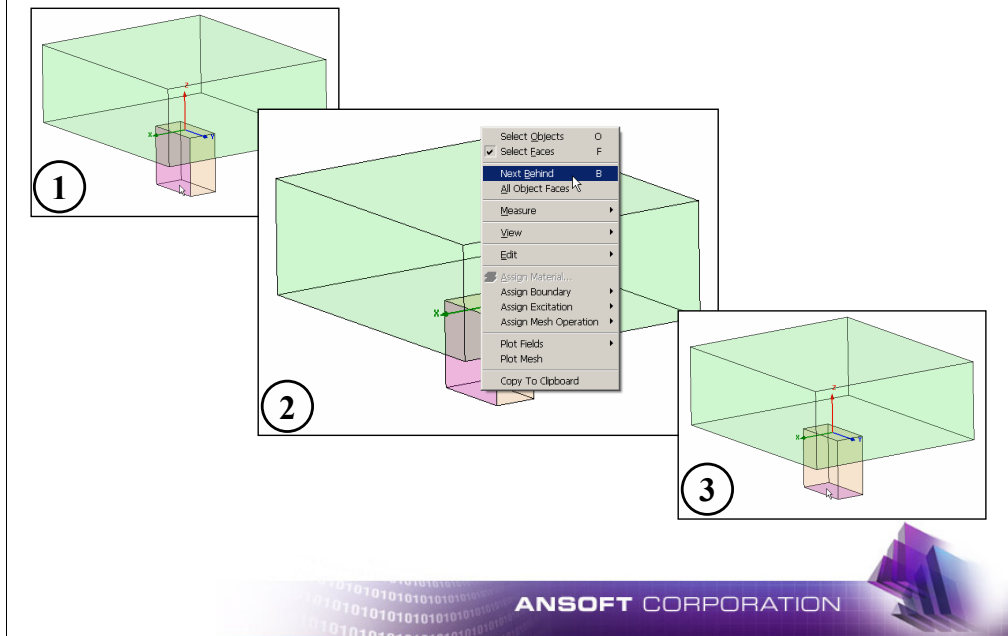 Z
X
Y
1
Select Objects O
Select Faces F
Next Behind B
All Object Faces
Measure
View
Edit
Assign Material...
Assign Boundary
Assign Excitation
Assign Mesh Operation
Plot Fields
Plot Mesh
Copy To Clipboard
X
2
Z
X
Y
3
ANSOFT CORPORATION